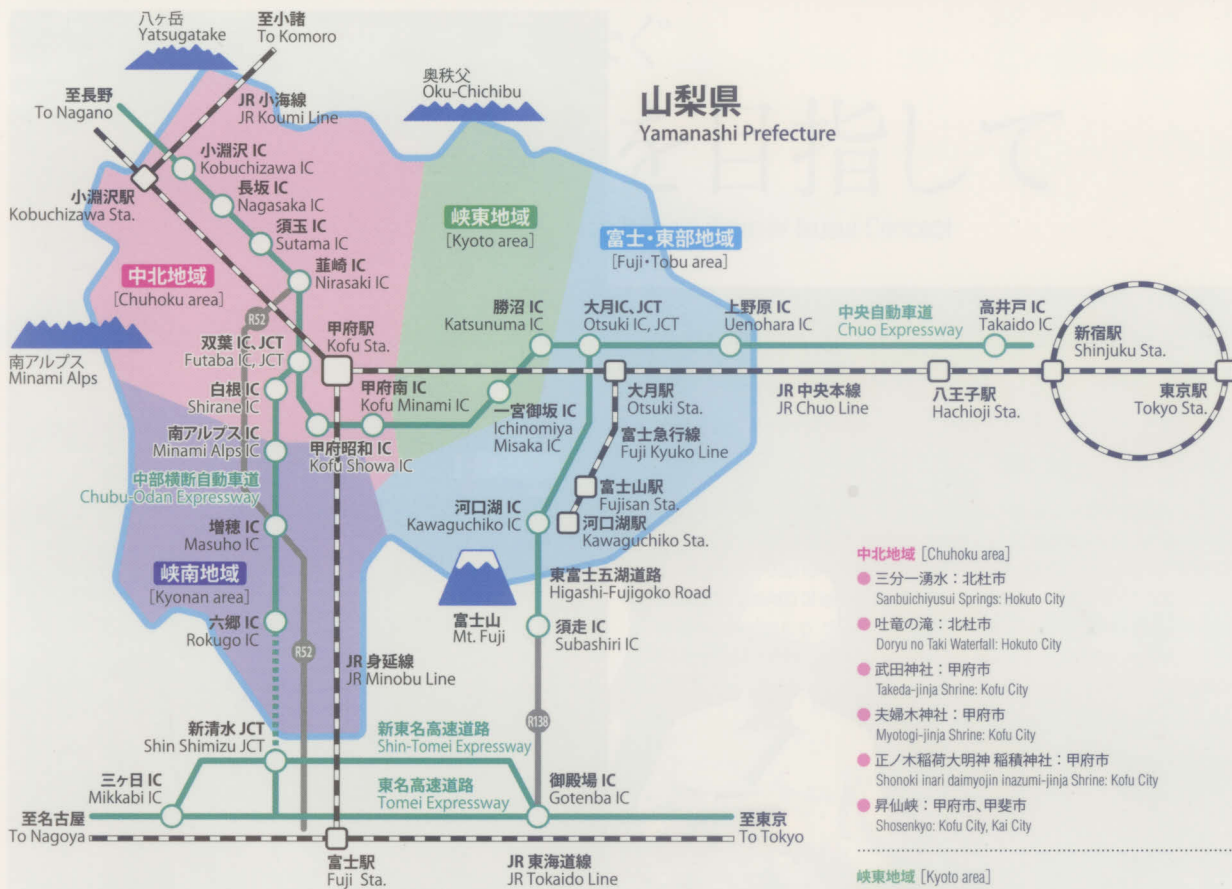 八ヶ岳
Yatsugatake
至小諸
To Komoro
奥秩父
Oku-Chichibu
山梨県
Yamanashi Prefecture
至長野
To Nagano
JR 小海線
JR Koumi Line
小淵沢 IC
Kobuchizawa IC
小淵沢駅
Kobuchizawa Sta.
長坂 IC
Nagasaka IC
須玉 IC
Sutama IC
峡東地域
[Kyoto area]
富士・東部地域
[Fuji・Tobu area]
中北地域
[Chuhoku area]
韮崎 IC
Nirasaki IC
R52
南アルプス
Minami Alps
双葉 IC, JCT
Futaba IC, JCT
甲府駅
Kofu Sta.
勝沼 IC
Katsunuma IC
大月IC, JCT
Otsuki IC, JCT
上野原 IC
Uenohara IC
中央自動車道
Chuo Expressway
高井戸 IC
Takaido IC
新宿駅
Shinjuku Sta.
白根 IC
Shirane IC
甲府南 IC
Kofu Minami IC
一宮御坂 IC
Ichinomiya
Misaka IC
大月駅
Otsuki Sta.
JR 中央本線
JR Chuo Line
八王子駅
Hachioji Sta.
東京駅
Tokyo Sta.
南アルプス IC
Minami Alps IC
甲府昭和 IC
Kofu Showa IC
富士急行線
Fuji Kyuko Line
中部横断自動車道
Chubu-Odan Expressway
富士山駅
Fujisan Sta.
河口湖 IC
Kawaguchiko IC
河口湖駅
Kawaguchiko Sta.
増穂 IC
Masuho IC
峡南地域
[Kyonan area]
東富士五湖道路
Higashi-Fujigoko Road
富士山
Mt. Fuji
六郷 IC
Rokugo IC
須走 IC
Subashiri IC
R52
JR 身延線
JR Minobu Line
R138
新清水 JCT
Shin Shimizu JCT
新東名高速道路
Shin-Tomei Expressway
三ヶ日 IC
Mikkabi IC
東名高速道路
Tomei Expressway
御殿場 IC
Gotenba IC
至名古屋
To Nagoya
至東京
To Tokyo
富士駅
Fuji Sta.
JR 東海道線
JR Tokaido Line
中北地域 [Chuhoku area]
三分一湧水：北杜市
Sanbuichiyusui Springs: Hokuto City
吐竜の滝：北杜市
Doryu no Taki Waterfall: Hokuto City
武田神社：甲府市
Takeda-jinja Shrine: Kofu City
夫婦木神社：甲府市
Myotogi-jinja Shrine: Kofu City
正ノ木稲荷大明神 稲積神社：甲府市
Shonoki inari daimyojin inazumi-jinja Shrine: Kofu City
昇仙峡：甲府市、甲斐市
Shosenkyo: Kofu City, Kai City
峡東地域 [Kyoto area]